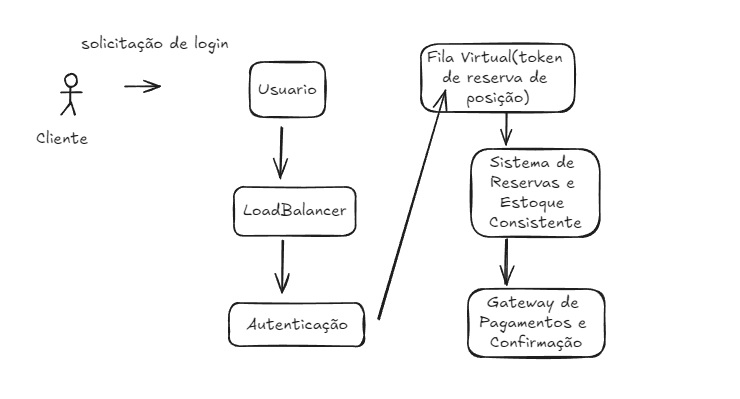 solicitação de login
Cliente
Usuario
LoadBalancer
Autenticação
Fila Virtual(token
de reserva de
posição)
Sistema de
Reservas e
Estoque
Consistente
Gateway de
Pagamentos e
Confirmação